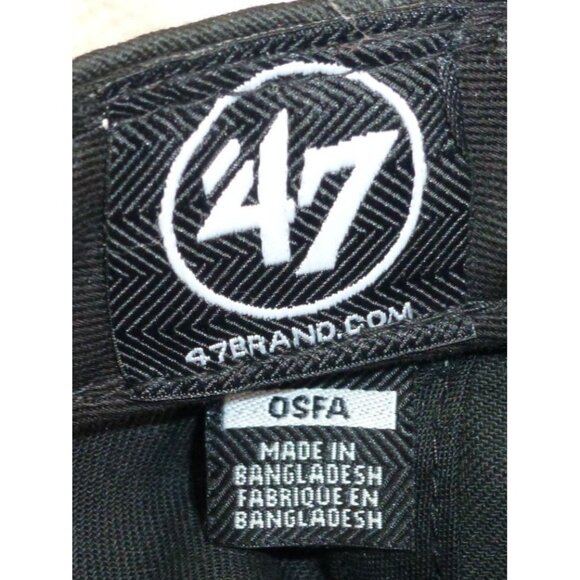 '47
47BRAND.COM
OSFA
MADE IN
BANGLADESH
FABRIQUE EN
BANGLADESH